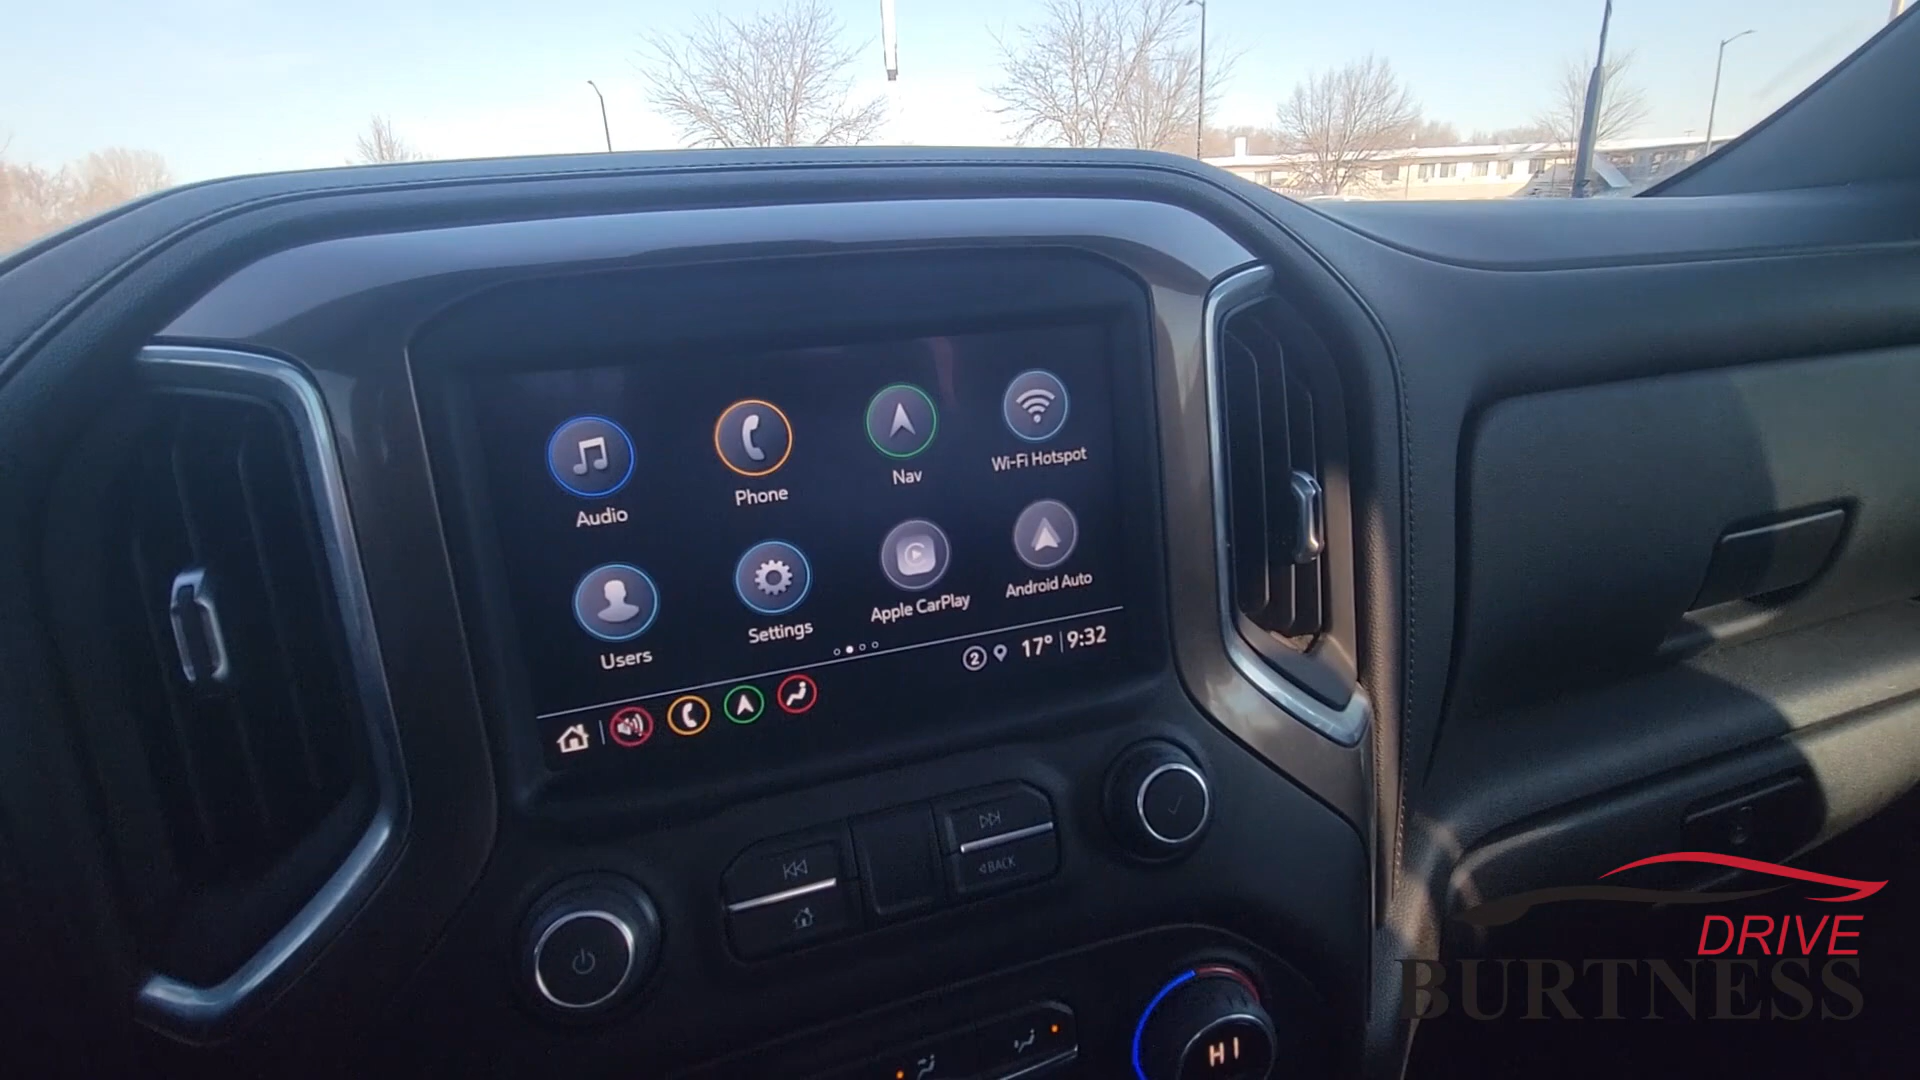 Audio
Phone
Nav
Wi-Fi Hotspot
Users
Settings
Apple CarPlay
Android Auto
2
17° 9:32
BACK
HI
DRIVE
BURTNESS